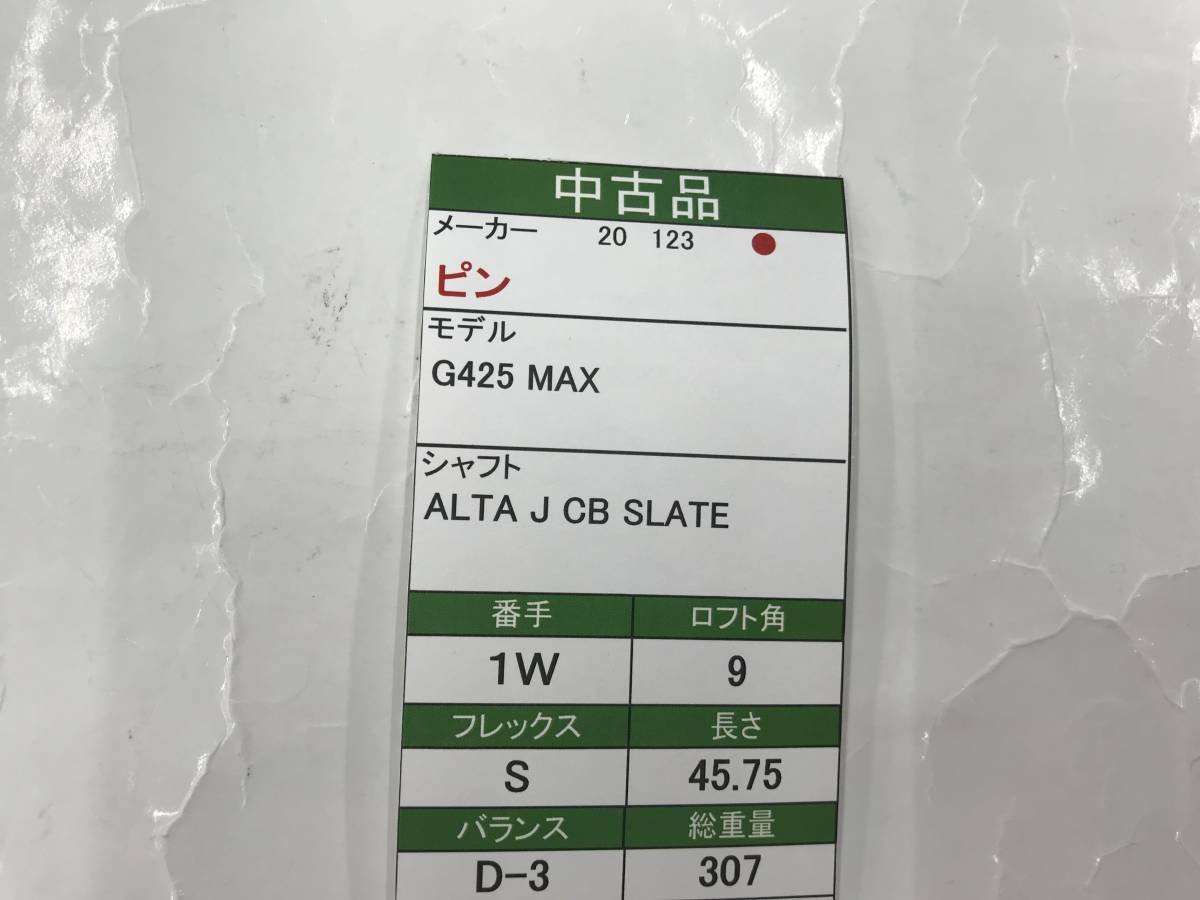 中古品
メーカー 20 123
ピン
モデル
G425 MAX
シャフト
ALTA J CB SLATE
番手 ロフト角
1W 9
フレックス 長さ
S 45.75
バランス 総重量
D-3 307